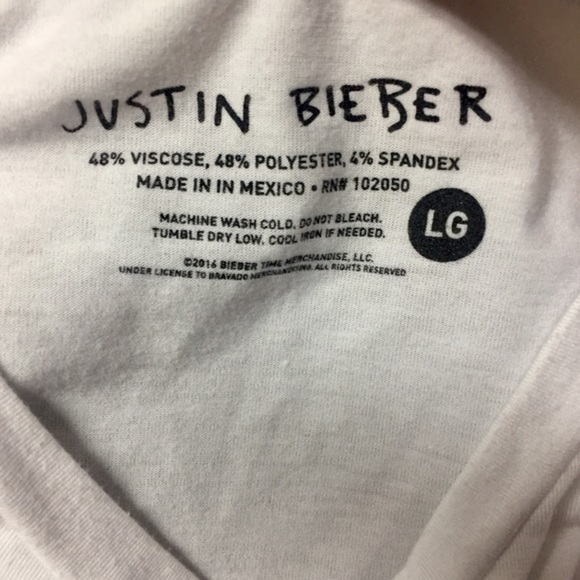 JUSTIN BIEBER
48% VISCOSE, 48% POLYESTER, 4% SPANDEX
MADE IN IN MEXICO • RN# 102050
MACHINE WASH COLD. DO NOT BLEACH.
TUMBLE DRY LOW. COOL IRON IF NEEDED.
LG
©2016 BIEBER TIME MERCHANDISE, LLC.
UNDER LICENSE TO BRAVADO MERCHANDISING. ALL RIGHTS RESERVED